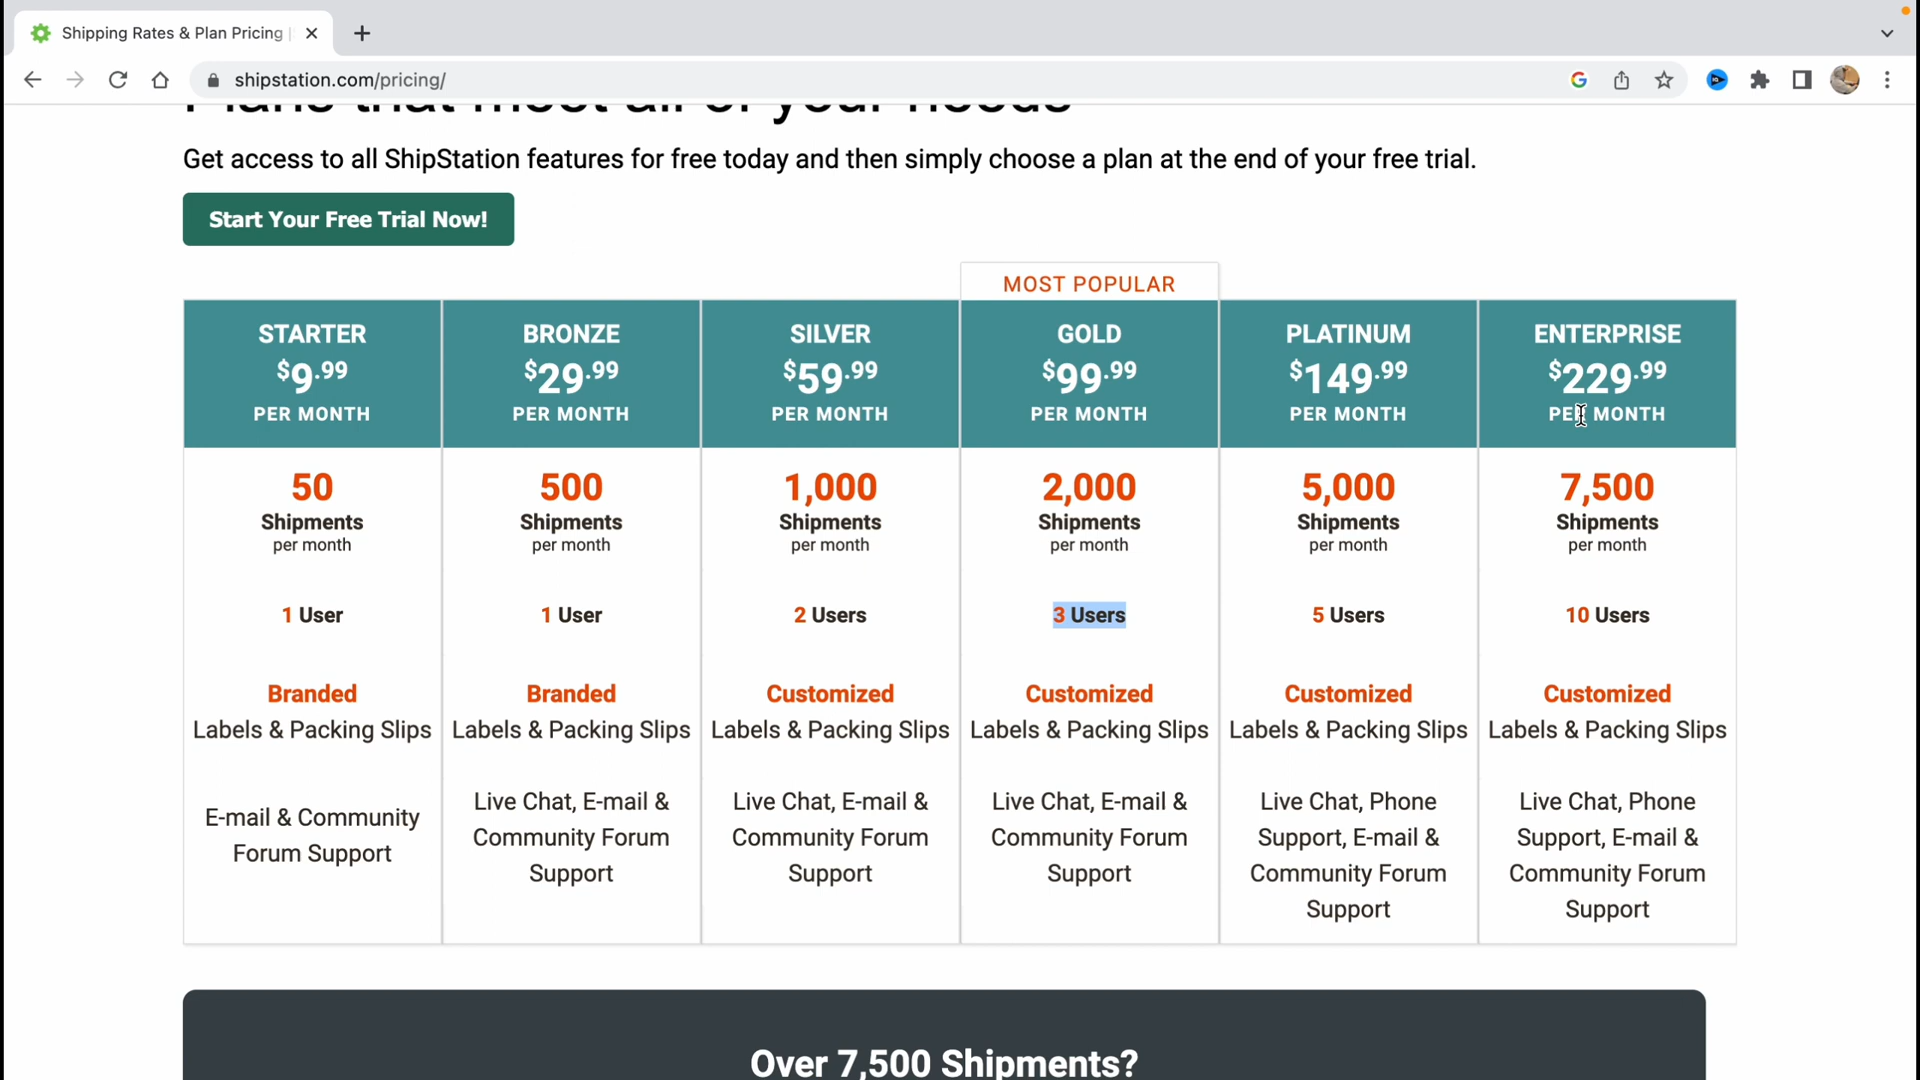 Shipping Rates & Plan Pricing
shipstation.com/pricing/
Plans that meet all of your needs
Get access to all ShipStation features for free today and then simply choose a plan at the end of your free trial.
Start Your Free Trial Now!
MOST POPULAR
STARTER
$9.99
PER MONTH
50
Shipments
per month
1 User
Branded
Labels & Packing Slips
E-mail & Community
Forum Support
BRONZE
$29.99
PER MONTH
500
Shipments
per month
1 User
Branded
Labels & Packing Slips
Live Chat, E-mail &
Community Forum
Support
SILVER
$59.99
PER MONTH
1,000
Shipments
per month
2 Users
Customized
Labels & Packing Slips
Live Chat, E-mail &
Community Forum
Support
GOLD
$99.99
PER MONTH
2,000
Shipments
per month
3 Users
Customized
Labels & Packing Slips
Live Chat, E-mail &
Community Forum
Support
PLATINUM
$149.99
PER MONTH
5,000
Shipments
per month
5 Users
Customized
Labels & Packing Slips
Live Chat, Phone
Support, E-mail &
Community Forum
Support
ENTERPRISE
$229.99
PER MONTH
7,500
Shipments
per month
10 Users
Customized
Labels & Packing Slips
Live Chat, Phone
Support, E-mail &
Community Forum
Support
Over 7,500 Shipments?